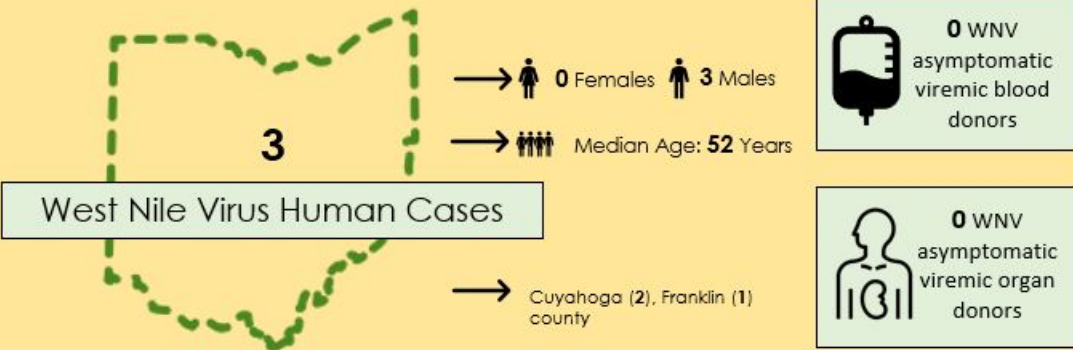 3
West Nile Virus Human Cases
0 Females 3 Males
Median Age: 52 Years
Cuyahoga (2), Franklin (1)
county
0 WNV
asymptomatic
viremic blood
donors
0 WNV
asymptomatic
viremic organ
donors